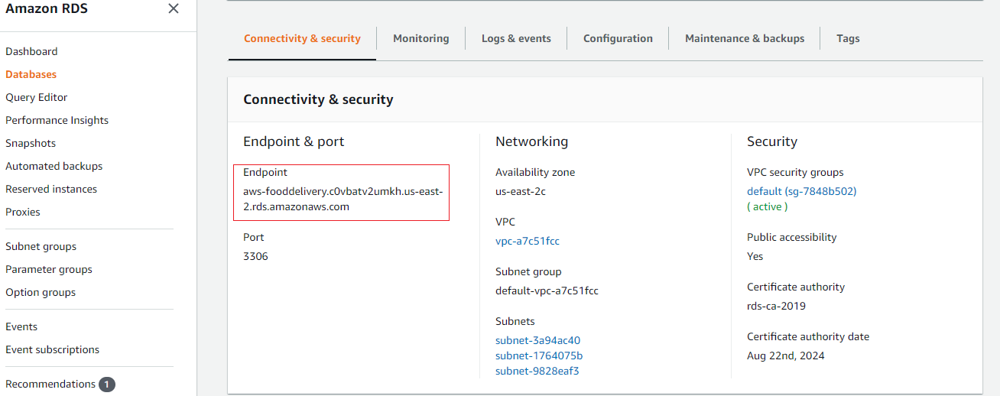 Amazon RDS
Dashboard
Databases
Query Editor
Performance Insights
Snapshots
Automated backups
Reserved instances
Proxies
Subnet groups
Parameter groups
Option groups
Events
Event subscriptions
Recommendations 1
Connectivity & security
Monitoring
Logs & events
Configuration
Maintenance & backups
Tags
Connectivity & security
Endpoint & port
Endpoint
aws-fooddelivery.c0vbatv2umkh.us-east-
2.rds.amazonaws.com
Port
3306
Networking
Availability zone
us-east-2c
VPC
vpc-a7c51fcc
Subnet group
default-vpc-a7c51fcc
Subnets
subnet-3a94ac40
subnet-1764075b
subnet-9828eaf3
Security
VPC security groups
default (sg-7848b502)
( active )
Public accessibility
Yes
Certificate authority
rds-ca-2019
Certificate authority date
Aug 22nd, 2024